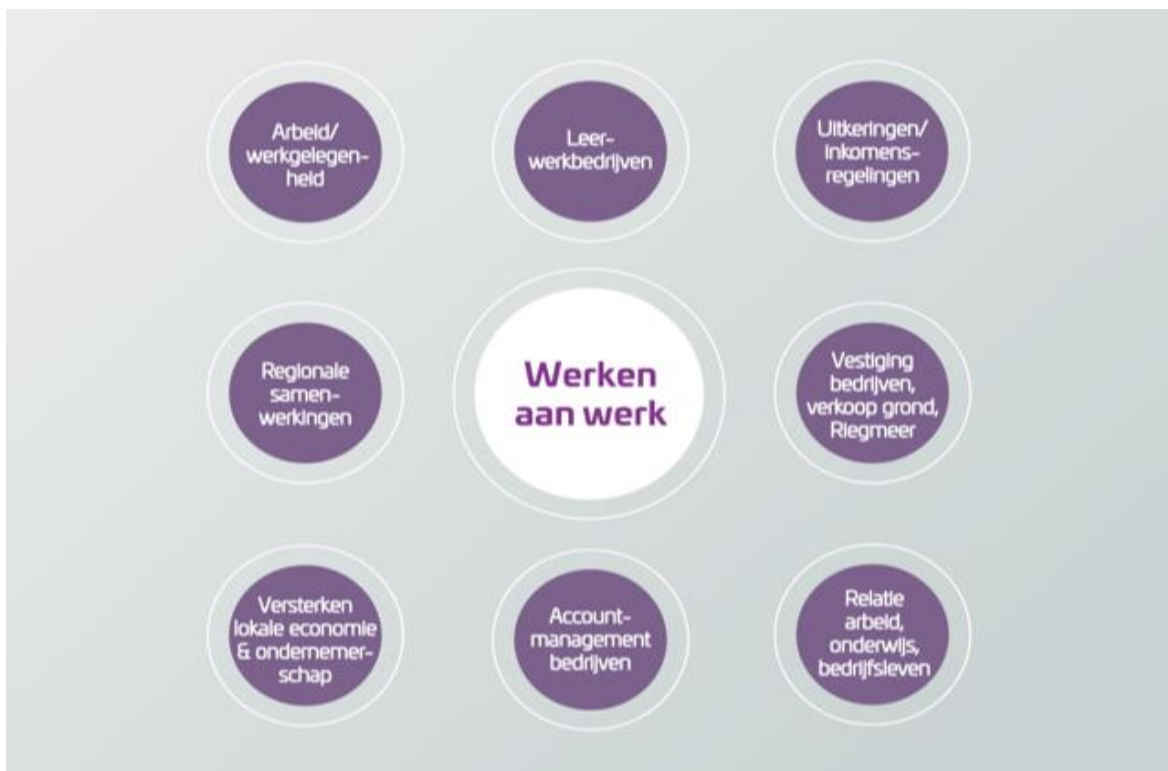 Arbeid/
werkgelegen-
heid
Leer-
werkbedrijven
Uitkeringen/
inkomens-
regelingen
Regionale
samen-
werkingen
Werken
aan werk
Vestiging
bedrijven,
verkoop grond,
Riegmeer
Versterken
lokale economie
& ondernemer-
schap
Account-
management
bedrijven
Relatie
arbeid,
onderwijs,
bedrijfsleven